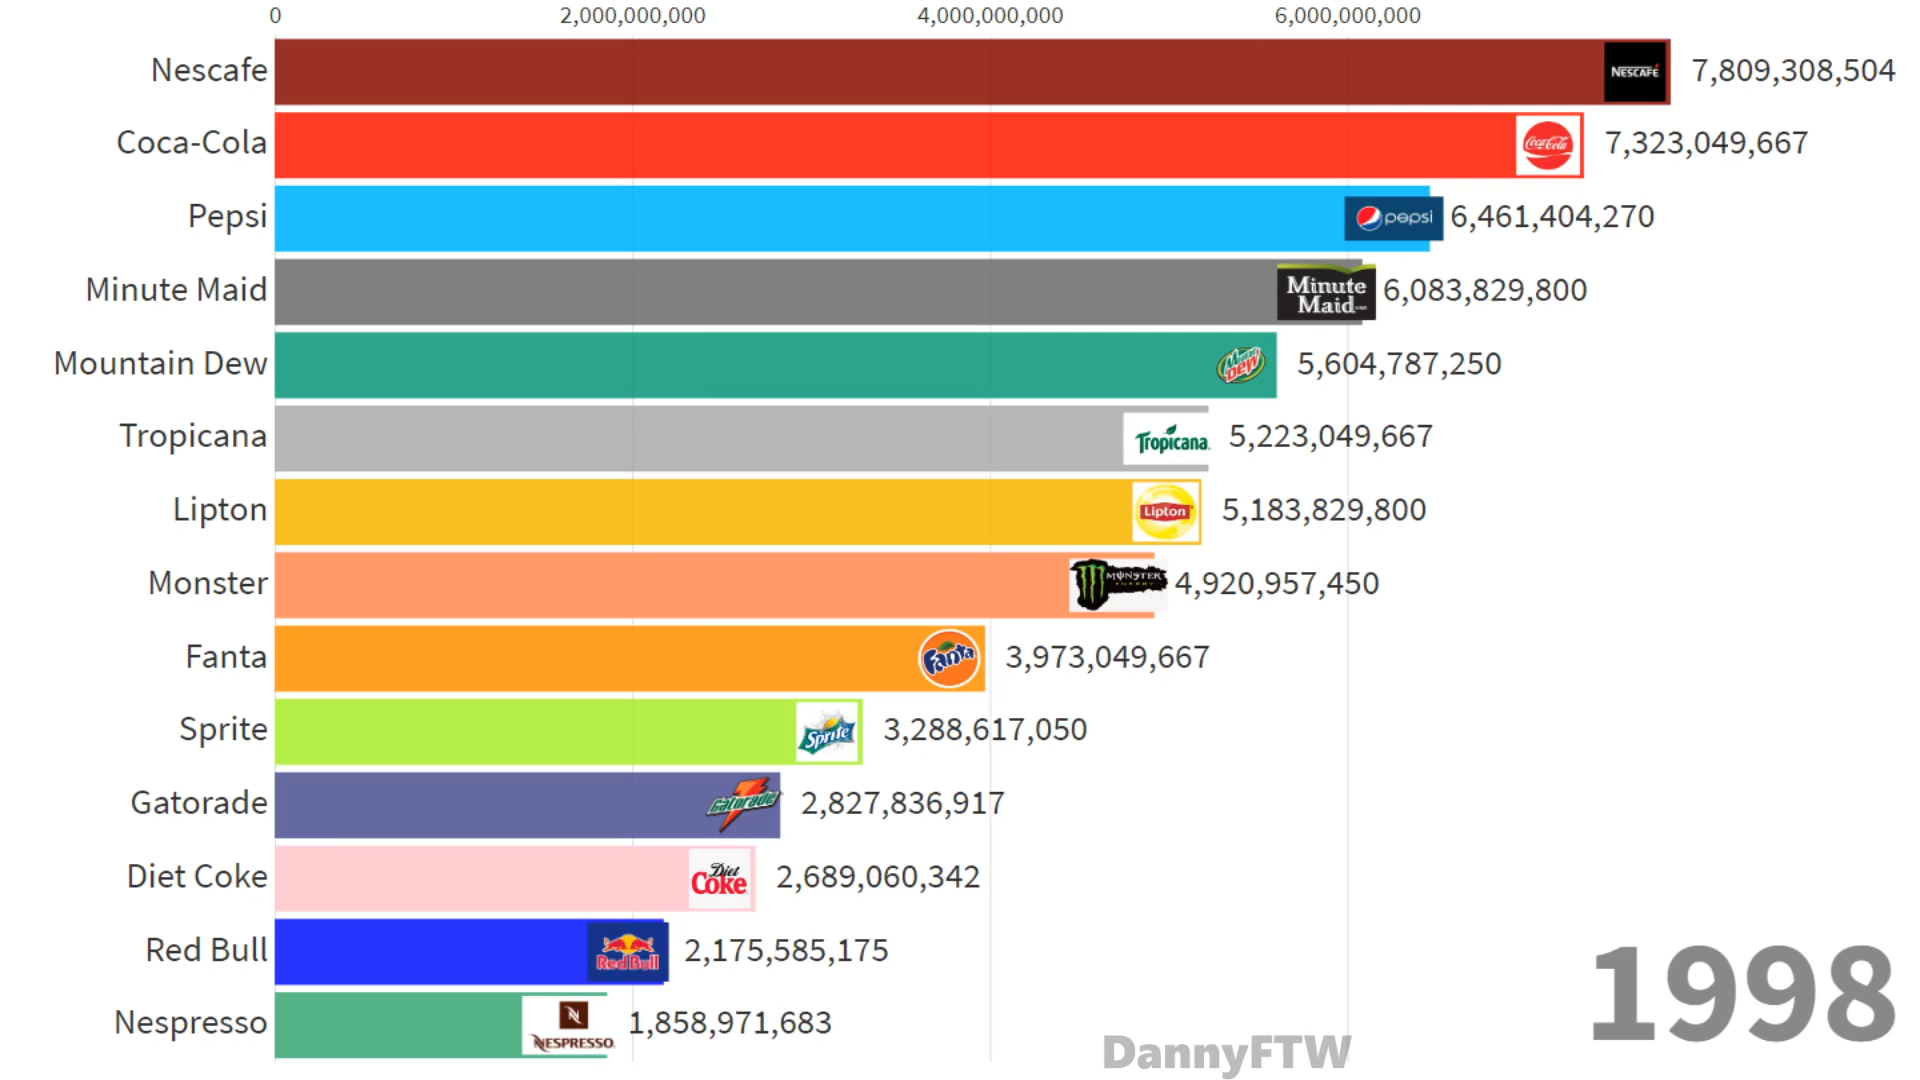 0 2,000,000,000 4,000,000,000 6,000,000,000
Nescafe NESCAFÉ 7,809,308,504
Coca-Cola Coca-Cola 7,323,049,667
Pepsi pepsi 6,461,404,270
Minute Maid Minute Maid 6,083,829,800
Mountain Dew Mountain Dew 5,604,787,250
Tropicana Tropicana 5,223,049,667
Lipton Lipton 5,183,829,800
Monster MONSTER ENERGY 4,920,957,450
Fanta Fanta 3,973,049,667
Sprite Sprite 3,288,617,050
Gatorade Gatorade 2,827,836,917
Diet Coke Diet Coke 2,689,060,342
Red Bull Red Bull 2,175,585,175
Nespresso N NESPRESSO 1,858,971,683
1998
DannyFTW